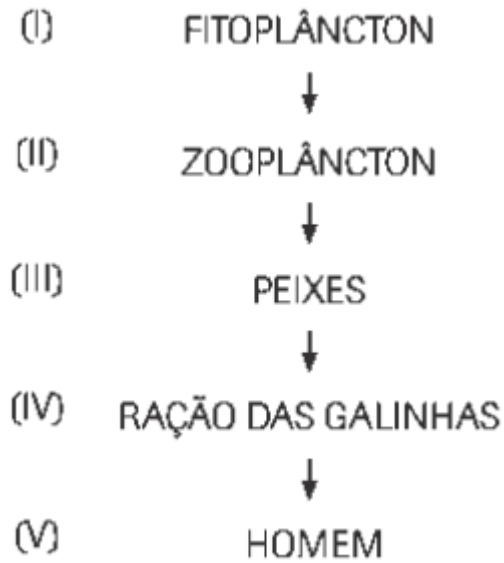 (I) FITOPLÂNCTON
(II) ZOOPLÂNCTON
(III) PEIXES
(IV) RAÇÃO DAS GALINHAS
(V) HOMEM